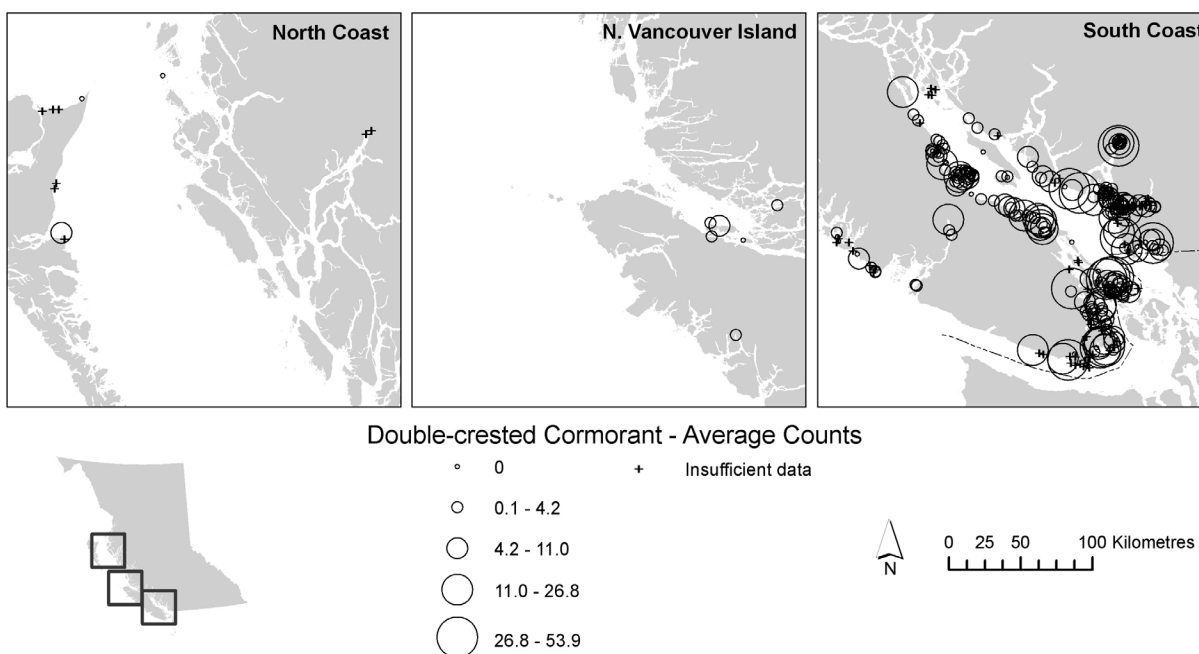 North Coast
N. Vancouver Island
South Coast
Double-crested Cormorant - Average Counts
0
+ Insufficient data
0.1 - 4.2
4.2 - 11.0
11.0 - 26.8
26.8 - 53.9
N
0 25 50 100 Kilometres